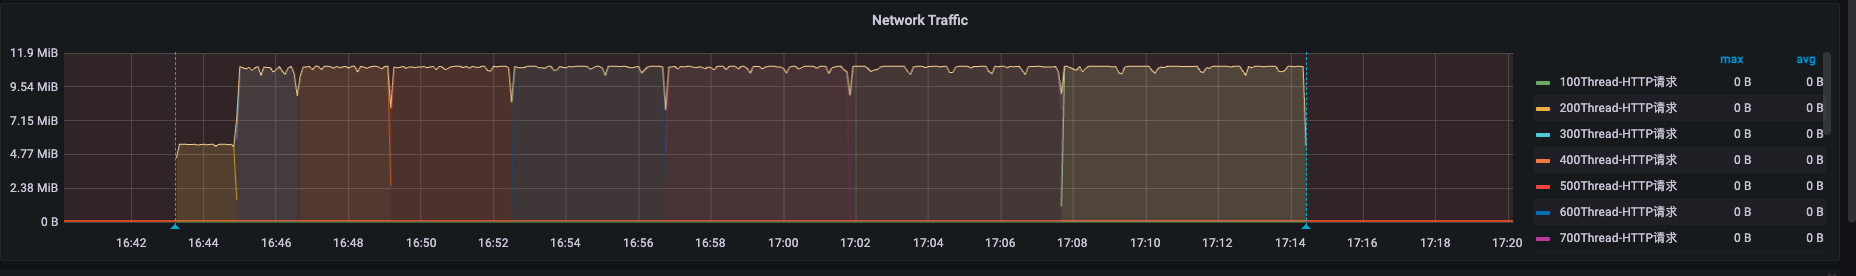 Network Traffic
11.9 MiB
9.54 MiB
7.15 MiB
4.77 MiB
2.38 MiB
0 B
16:42 16:44 16:46 16:48 16:50 16:52 16:54 16:56 16:58 17:00 17:02 17:04 17:06 17:08 17:10 17:12 17:14 17:16 17:18 17:20
max avg
100Thread-HTTP请求 0 B 0 B
200Thread-HTTP请求 0 B 0 B
300Thread-HTTP请求 0 B 0 B
400Thread-HTTP请求 0 B 0 B
500Thread-HTTP请求 0 B 0 B
600Thread-HTTP请求 0 B 0 B
700Thread-HTTP请求 0 B 0 B